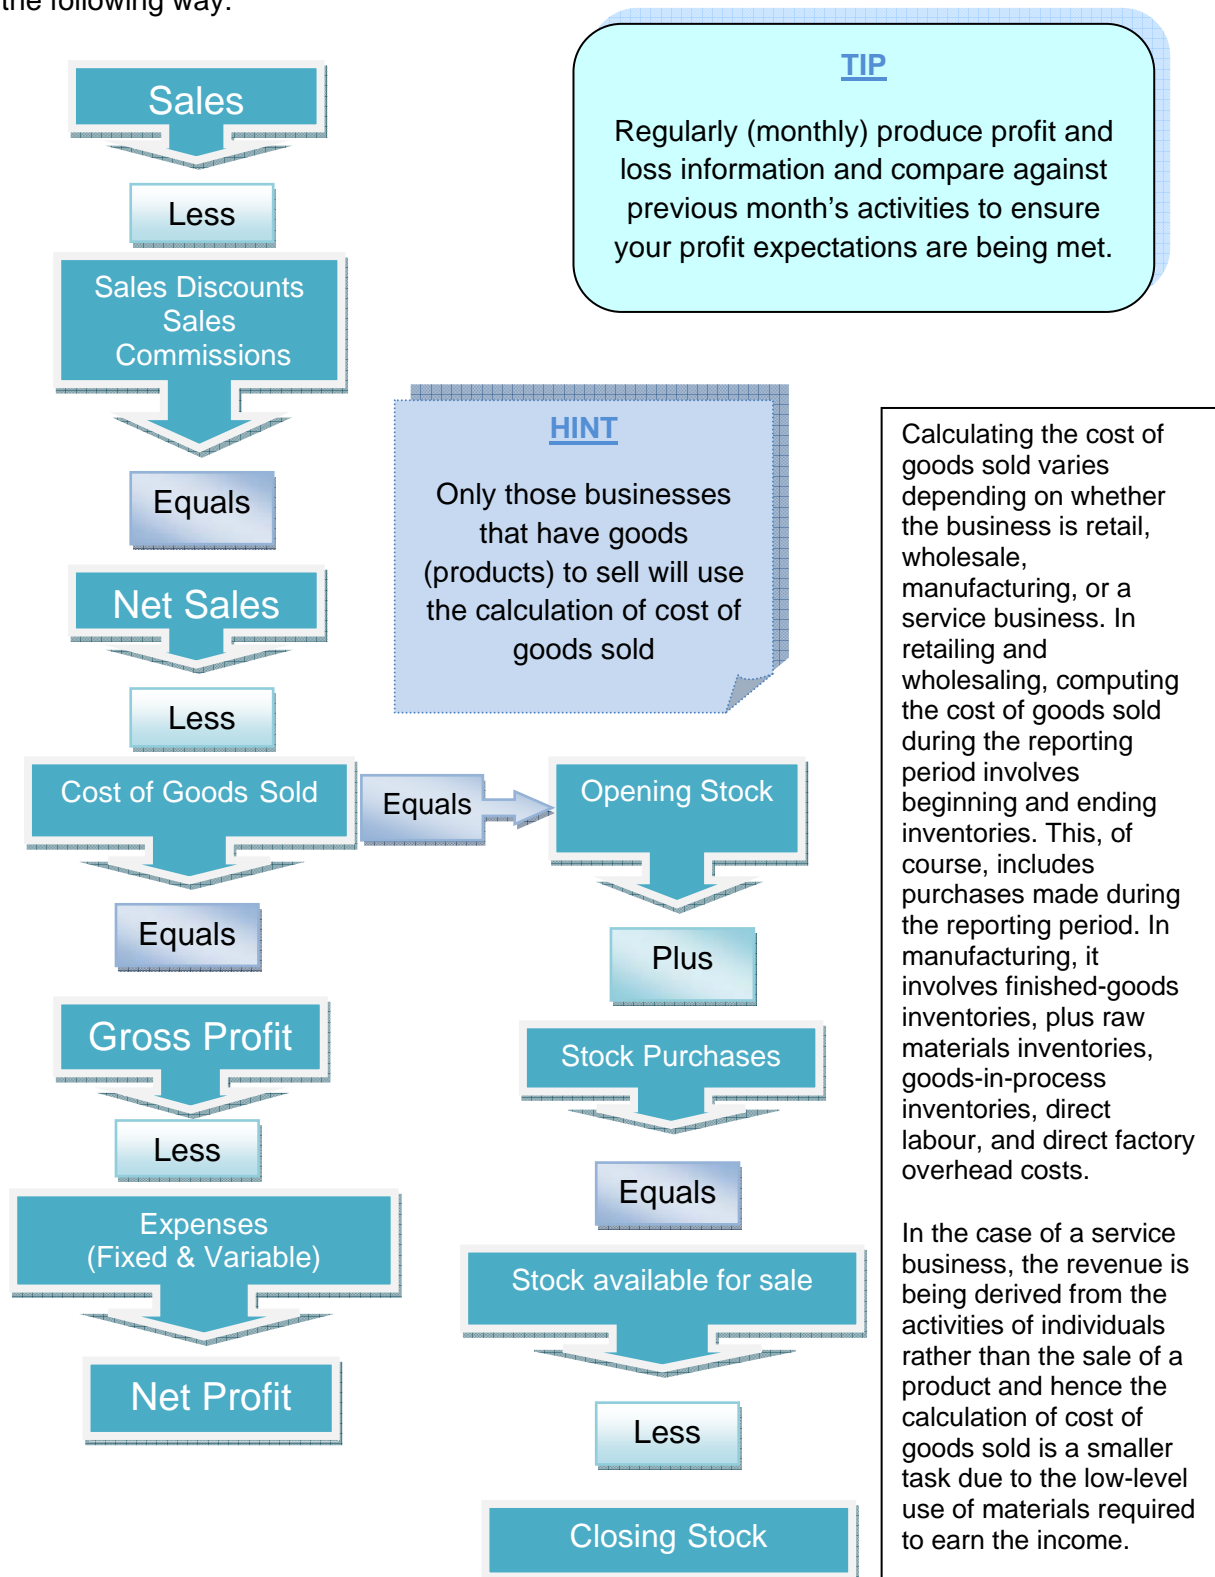 the following way:
TIP
Regularly (monthly) produce profit and
loss information and compare against
previous month's activities to ensure
your profit expectations are being met.
Sales
Less
Sales Discounts
Sales
Commissions
Equals
Net Sales
Less
Cost of Goods Sold
Equals
Gross Profit
Less
Expenses
(Fixed & Variable)
Net Profit
HINT
Only those businesses
that have goods
(products) to sell will use
the calculation of cost of
goods sold
Equals
Opening Stock
Plus
Stock Purchases
Equals
Stock available for sale
Less
Closing Stock
Calculating the cost of
goods sold varies
depending on whether
the business is retail,
wholesale,
manufacturing, or a
service business. In
retailing and
wholesaling, computing
the cost of goods sold
during the reporting
period involves
beginning and ending
inventories. This, of
course, includes
purchases made during
the reporting period. In
manufacturing, it
involves finished-goods
inventories, plus raw
materials inventories,
goods-in-process
inventories, direct
labour, and direct factory
overhead costs.
In the case of a service
business, the revenue is
being derived from the
activities of individuals
rather than the sale of a
product and hence the
calculation of cost of
goods sold is a smaller
task due to the low-level
use of materials required
to earn the income.